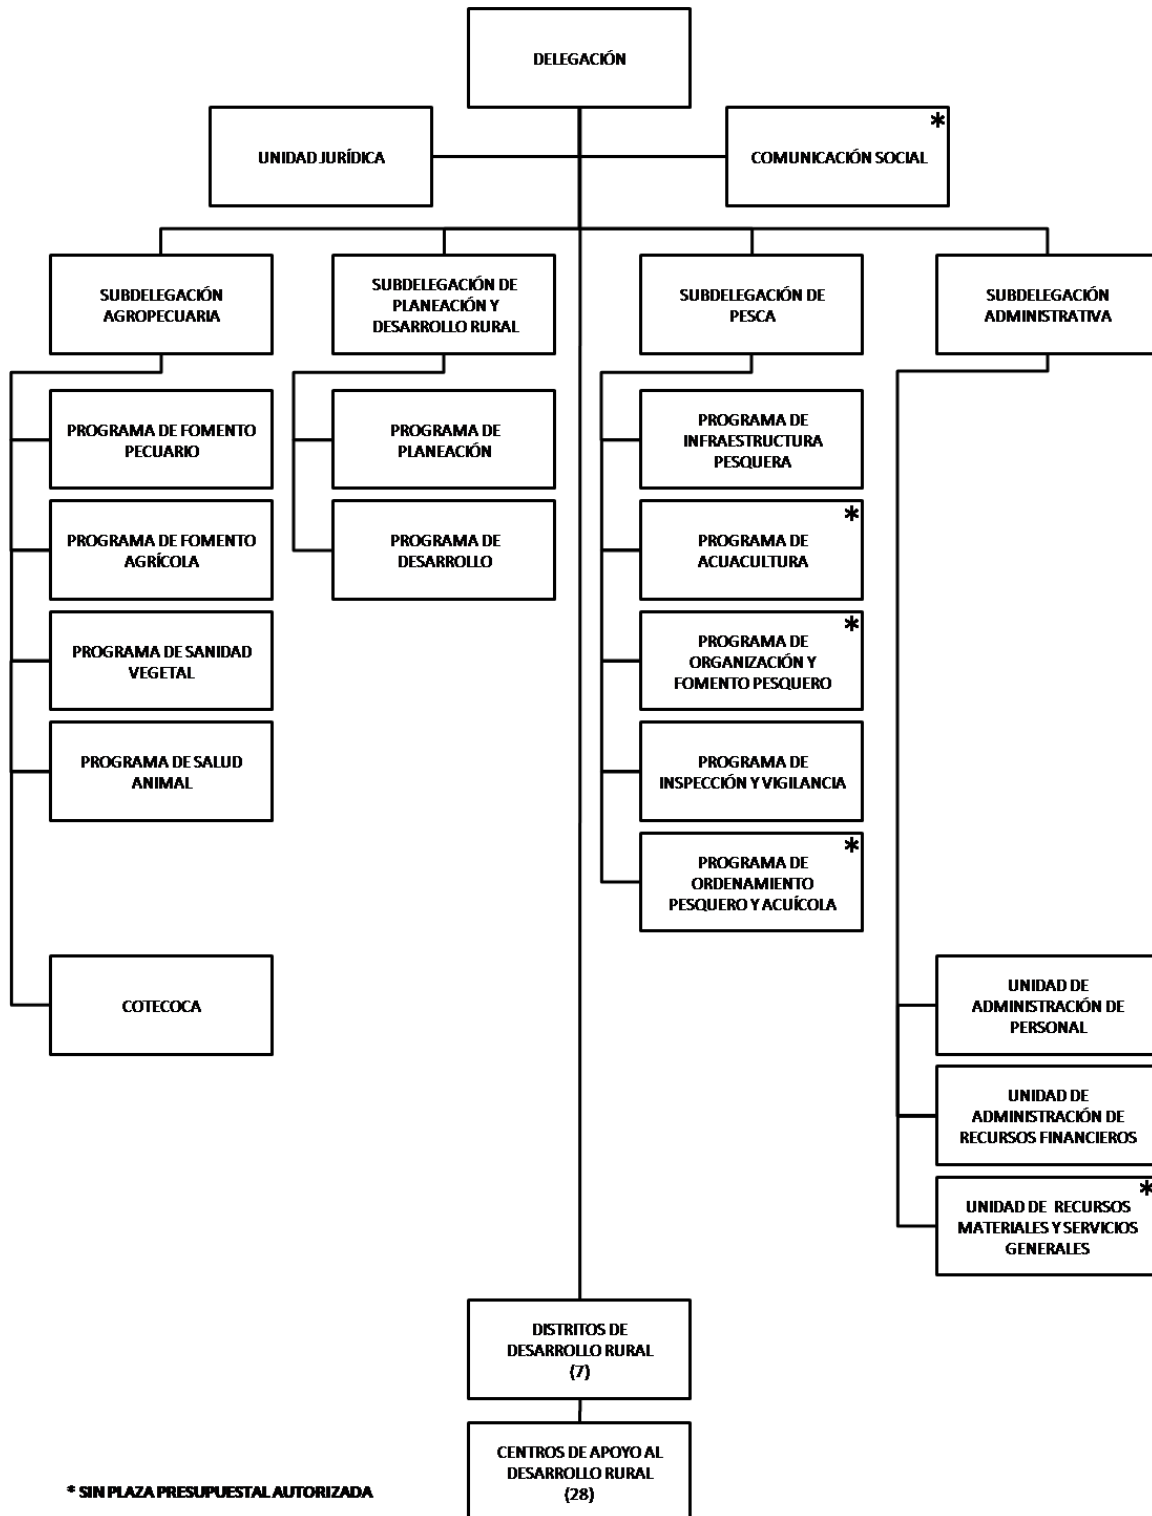 DELEGACIÓN
UNIDAD JURÍDICA
*
COMUNICACIÓN SOCIAL
SUBDELEGACIÓN
AGROPECUARIA
SUBDELEGACIÓN DE
PLANEACIÓN Y
DESARROLLO RURAL
SUBDELEGACIÓN DE
PESCA
SUBDELEGACIÓN
ADMINISTRATIVA
PROGRAMA DE FOMENTO
PECUARIO
PROGRAMA DE FOMENTO
AGRÍCOLA
PROGRAMA DE SANIDAD
VEGETAL
PROGRAMA DE SALUD
ANIMAL
COTECOCA
PROGRAMA DE
PLANEACIÓN
PROGRAMA DE
DESARROLLO
PROGRAMA DE
INFRAESTRUCTURA
PESQUERA
*
PROGRAMA DE
ACUACULTURA
*
PROGRAMA DE
ORGANIZACIÓN Y
FOMENTO PESQUERO
PROGRAMA DE
INSPECCIÓN Y VIGILANCIA
*
PROGRAMA DE
ORDENAMIENTO
PESQUERO Y ACUÍCOLA
UNIDAD DE
ADMINISTRACIÓN DE
PERSONAL
UNIDAD DE
ADMINISTRACIÓN DE
RECURSOS FINANCIEROS
*
UNIDAD DE RECURSOS
MATERIALES Y SERVICIOS
GENERALES
DISTRITOS DE
DESARROLLO RURAL
(7)
CENTROS DE APOYO AL
DESARROLLO RURAL
(28)
* SIN PLAZA PRESUPUESTAL AUTORIZADA